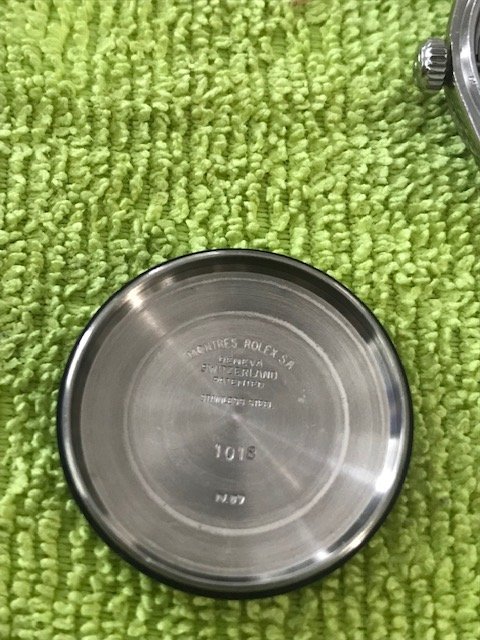 MONTRES ROLEX S.A.
GENEVA
SWITZERLAND
PATENTED
STAINLESS STEEL
1018